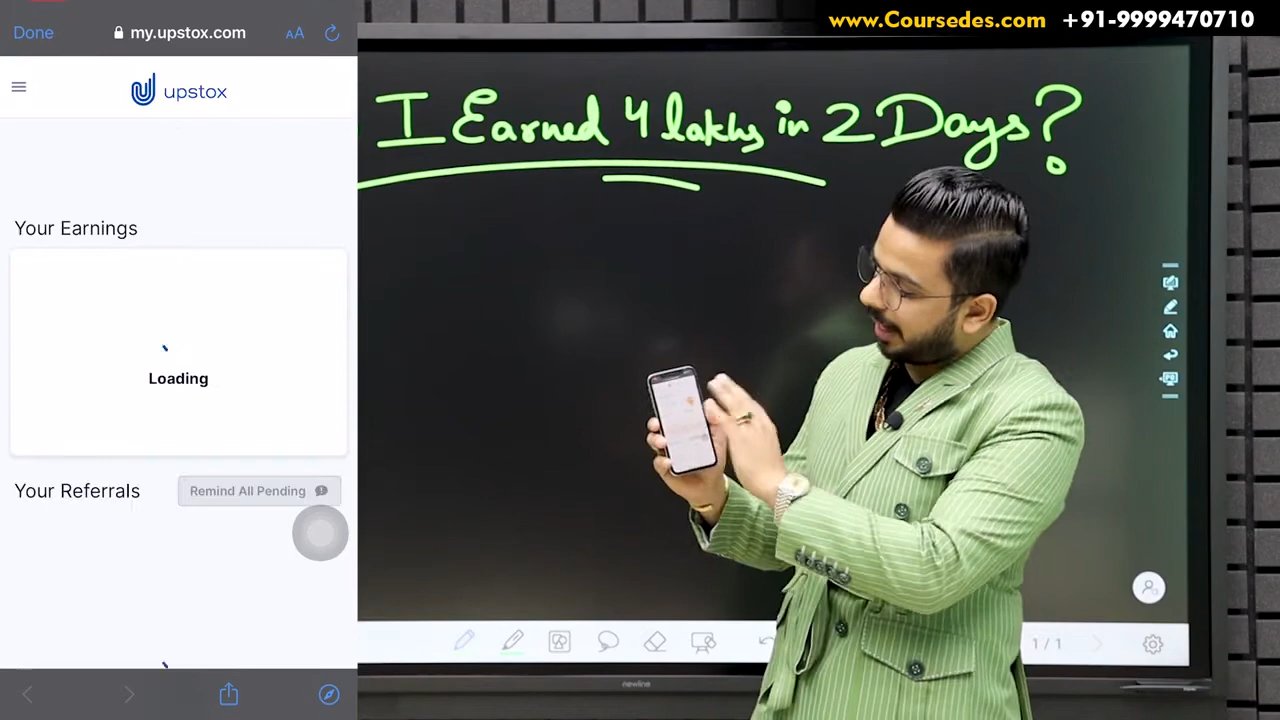 www.Coursedes.com +91-9999470710
Done my.upstox.com AA
upstox
I Earned 4 lakhs in 2 Days?
Your Earnings
Loading
Your Referrals Remind All Pending
1/1
newline